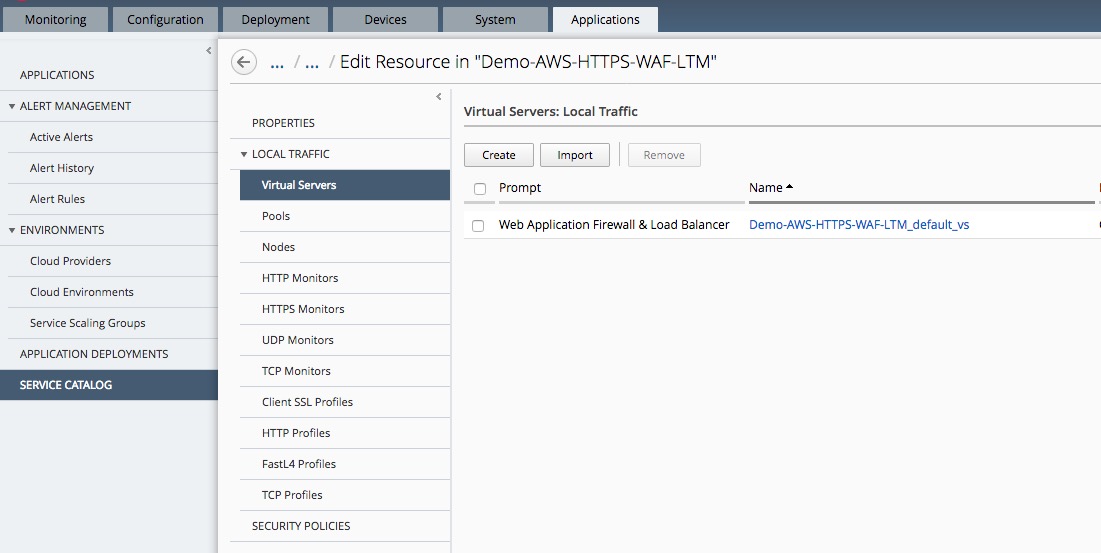 Monitoring Configuration Deployment Devices System Applications
APPLICATIONS
ALERT MANAGEMENT
Active Alerts
Alert History
Alert Rules
ENVIRONMENTS
Cloud Providers
Cloud Environments
Service Scaling Groups
APPLICATION DEPLOYMENTS
SERVICE CATALOG
... / ... / Edit Resource in "Demo-AWS-HTTPS-WAF-LTM"
PROPERTIES
LOCAL TRAFFIC
Virtual Servers
Pools
Nodes
HTTP Monitors
HTTPS Monitors
UDP Monitors
TCP Monitors
Client SSL Profiles
HTTP Profiles
FastL4 Profiles
TCP Profiles
SECURITY POLICIES
Virtual Servers: Local Traffic
Create Import Remove
Prompt Name
Web Application Firewall & Load Balancer Demo-AWS-HTTPS-WAF-LTM_default_vs